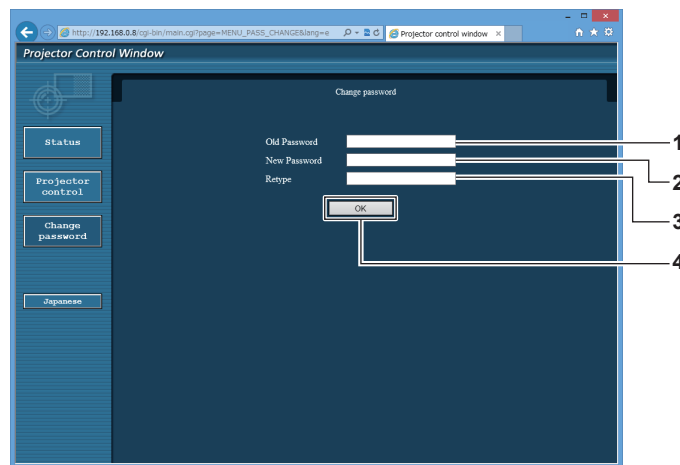 http://192.168.0.8/cgi-bin/main.cgi?page=MENU_PASS_CHANGE&lang=e
Projector control window
Projector Control Window
Change password
Status
Projector
control
Change
password
Japanese
Old Password
New Password
Retype
OK
1
2
3
4